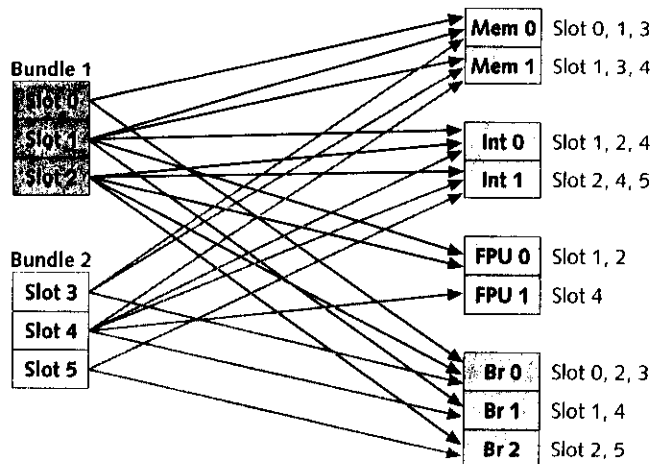 Bundle 1
Slot 0
Slot 1
Slot 2
Bundle 2
Slot 3
Slot 4
Slot 5
Mem 0 Slot 0, 1, 3
Mem 1 Slot 1, 3, 4
Int 0 Slot 1, 2, 4
Int 1 Slot 2, 4, 5
FPU 0 Slot 1, 2
FPU 1 Slot 4
Br 0 Slot 0, 2, 3
Br 1 Slot 1, 4
Br 2 Slot 2, 5